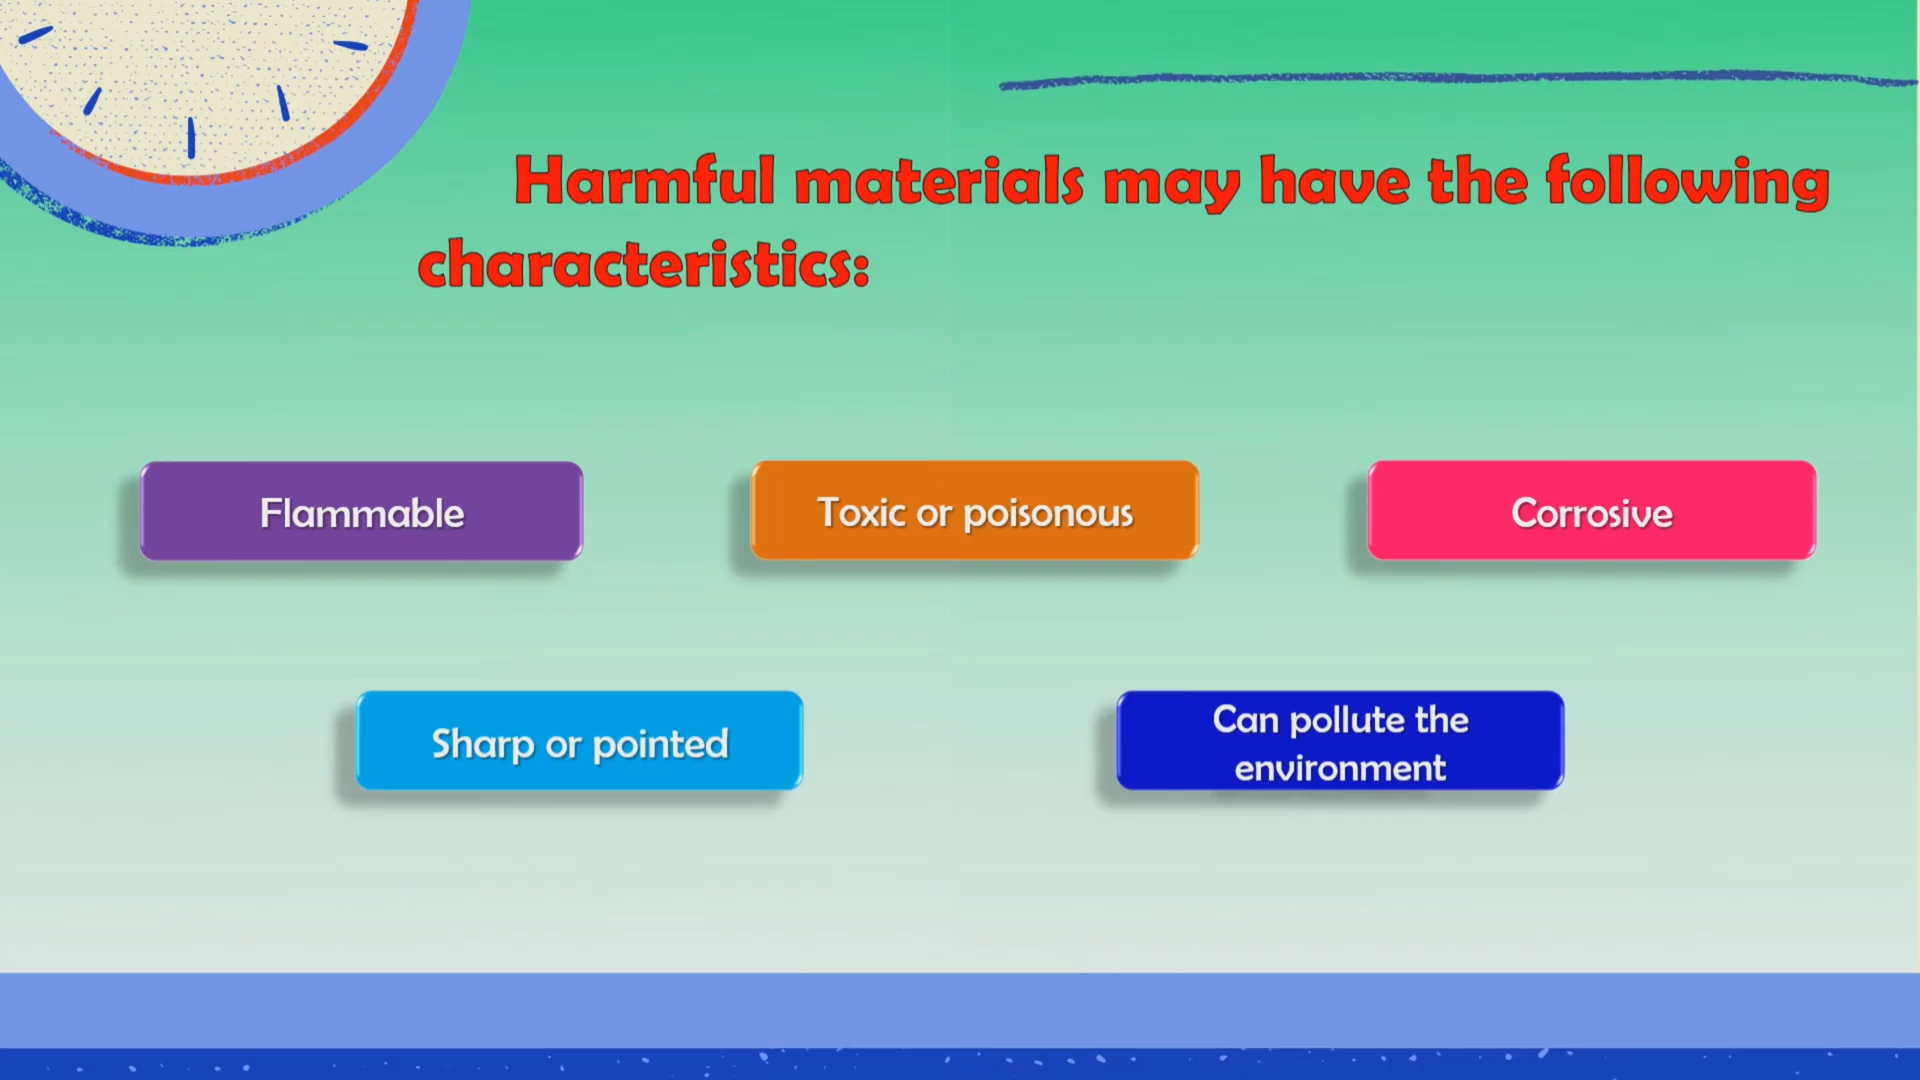 Harmful materials may have the following
characteristics:
Flammable
Toxic or poisonous
Corrosive
Sharp or pointed
Can pollute the
environment